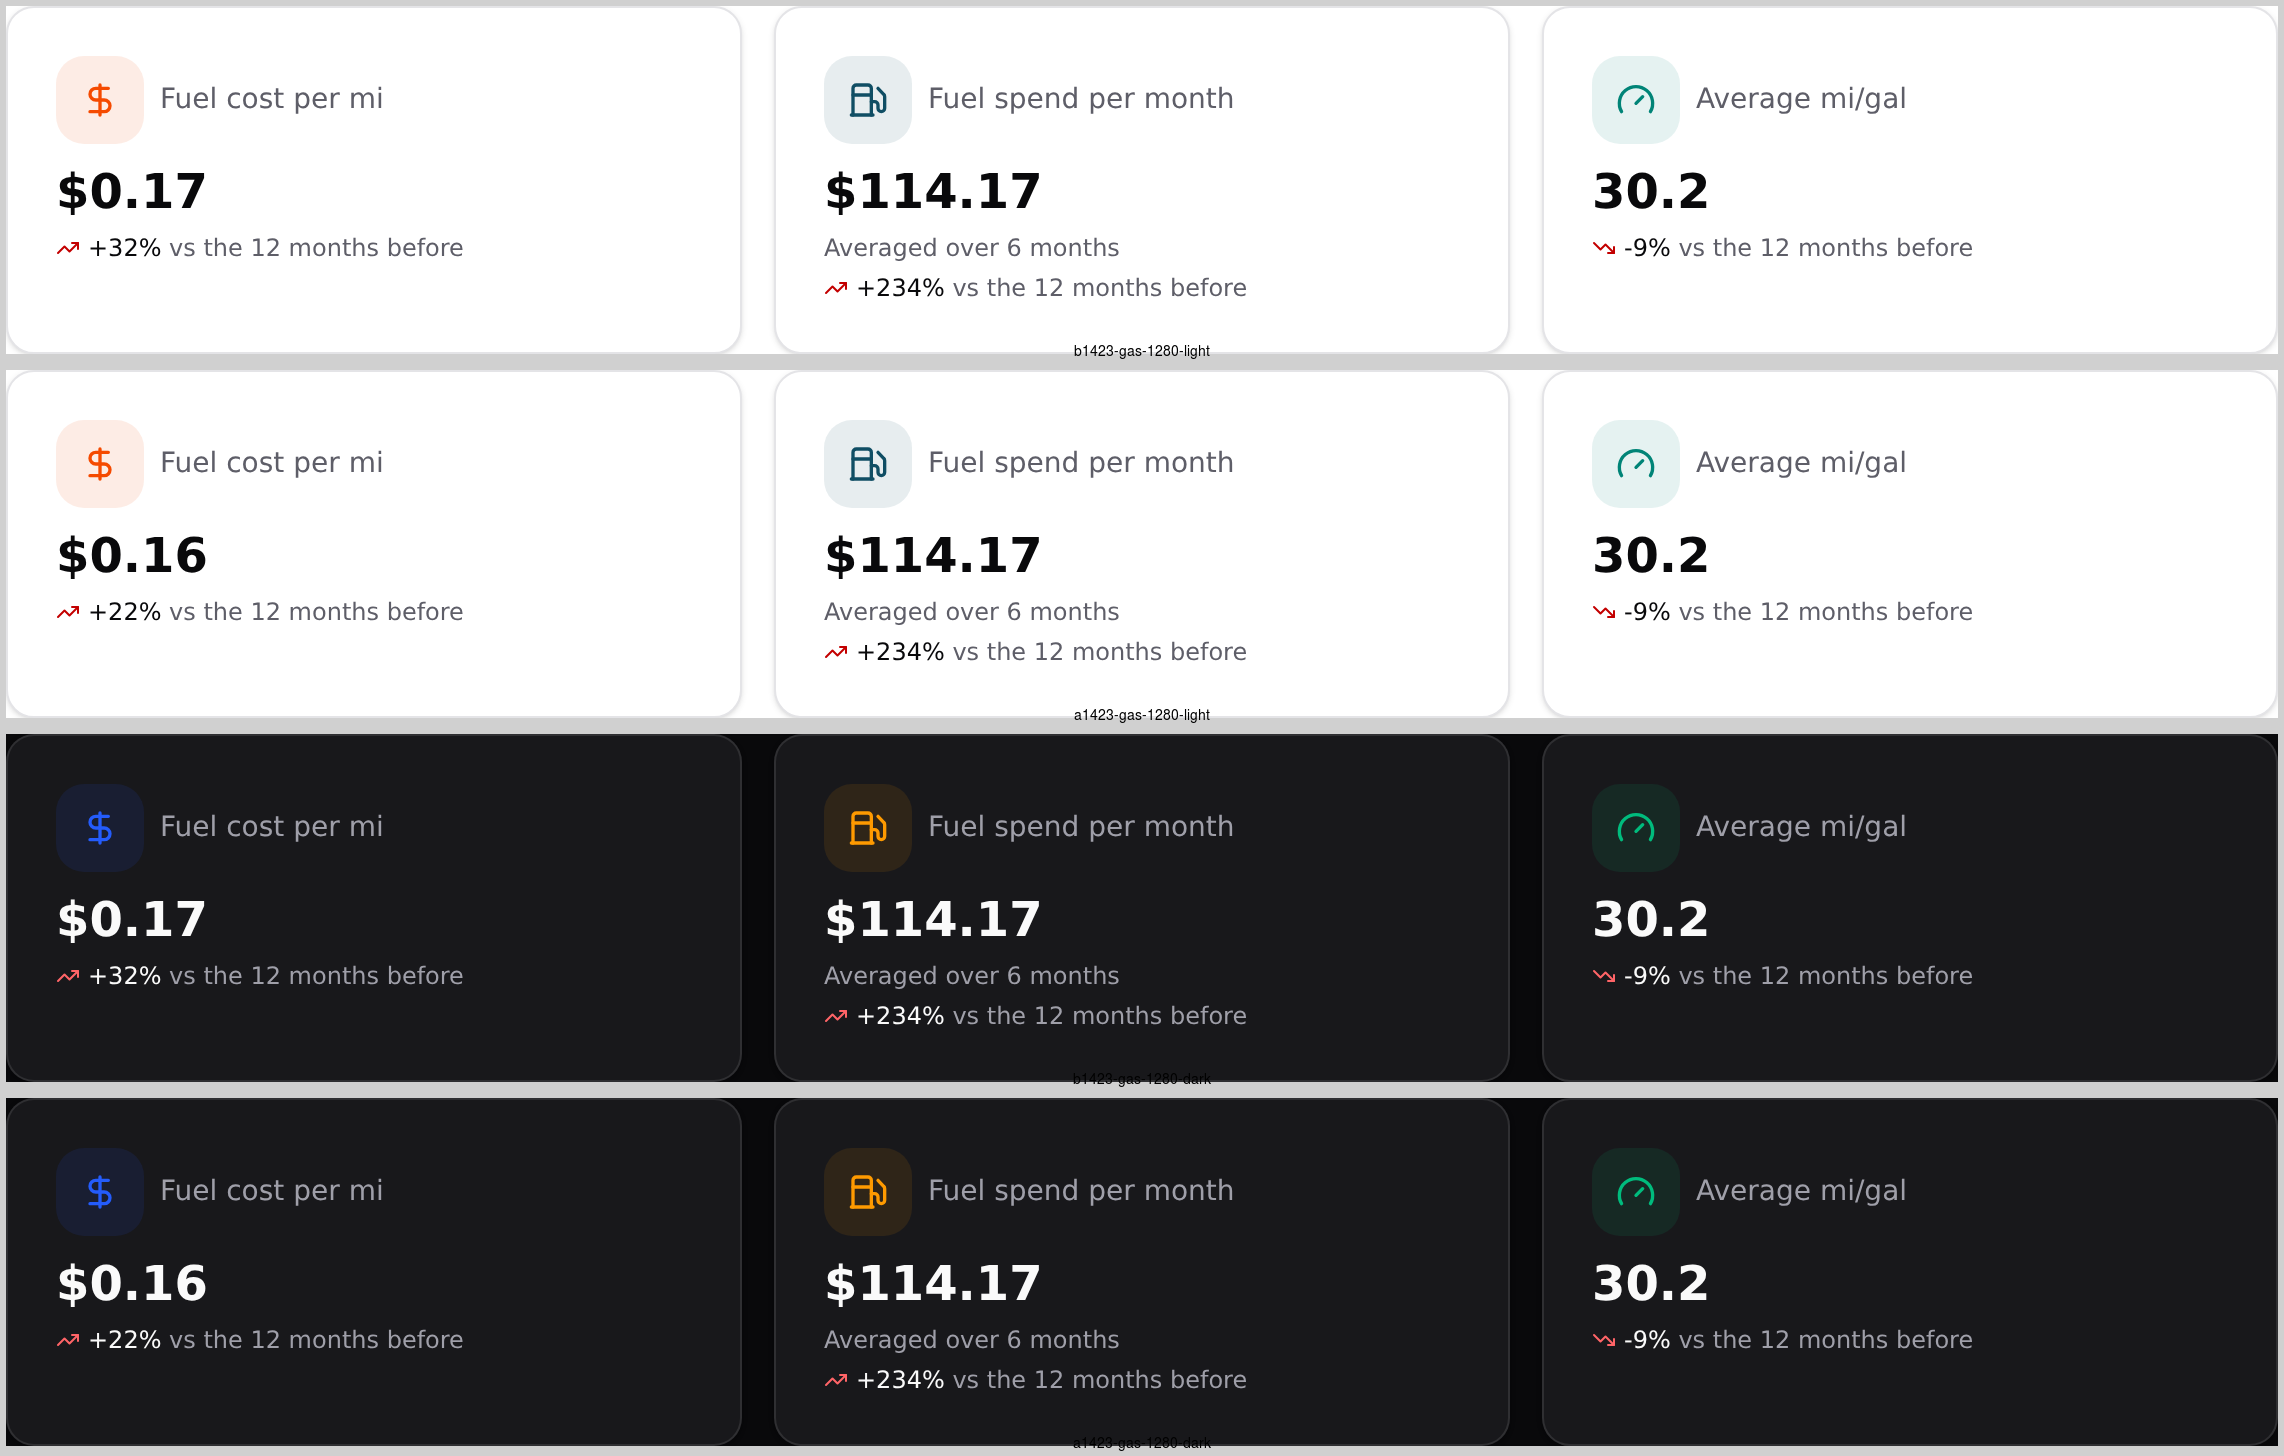 Fuel cost per mi
$0.17
+32% vs the 12 months before
Fuel spend per month
$114.17
Averaged over 6 months
+234% vs the 12 months before
Average mi/gal
30.2
-9% vs the 12 months before
b1423-gas-1280-light
Fuel cost per mi
$0.16
+22% vs the 12 months before
Fuel spend per month
$114.17
Averaged over 6 months
+234% vs the 12 months before
Average mi/gal
30.2
-9% vs the 12 months before
a1423-gas-1280-light
Fuel cost per mi
$0.17
+32% vs the 12 months before
Fuel spend per month
$114.17
Averaged over 6 months
+234% vs the 12 months before
Average mi/gal
30.2
-9% vs the 12 months before
b1423-gas-1280-dark
Fuel cost per mi
$0.16
+22% vs the 12 months before
Fuel spend per month
$114.17
Averaged over 6 months
+234% vs the 12 months before
Average mi/gal
30.2
-9% vs the 12 months before
a1423-gas-1280-dark